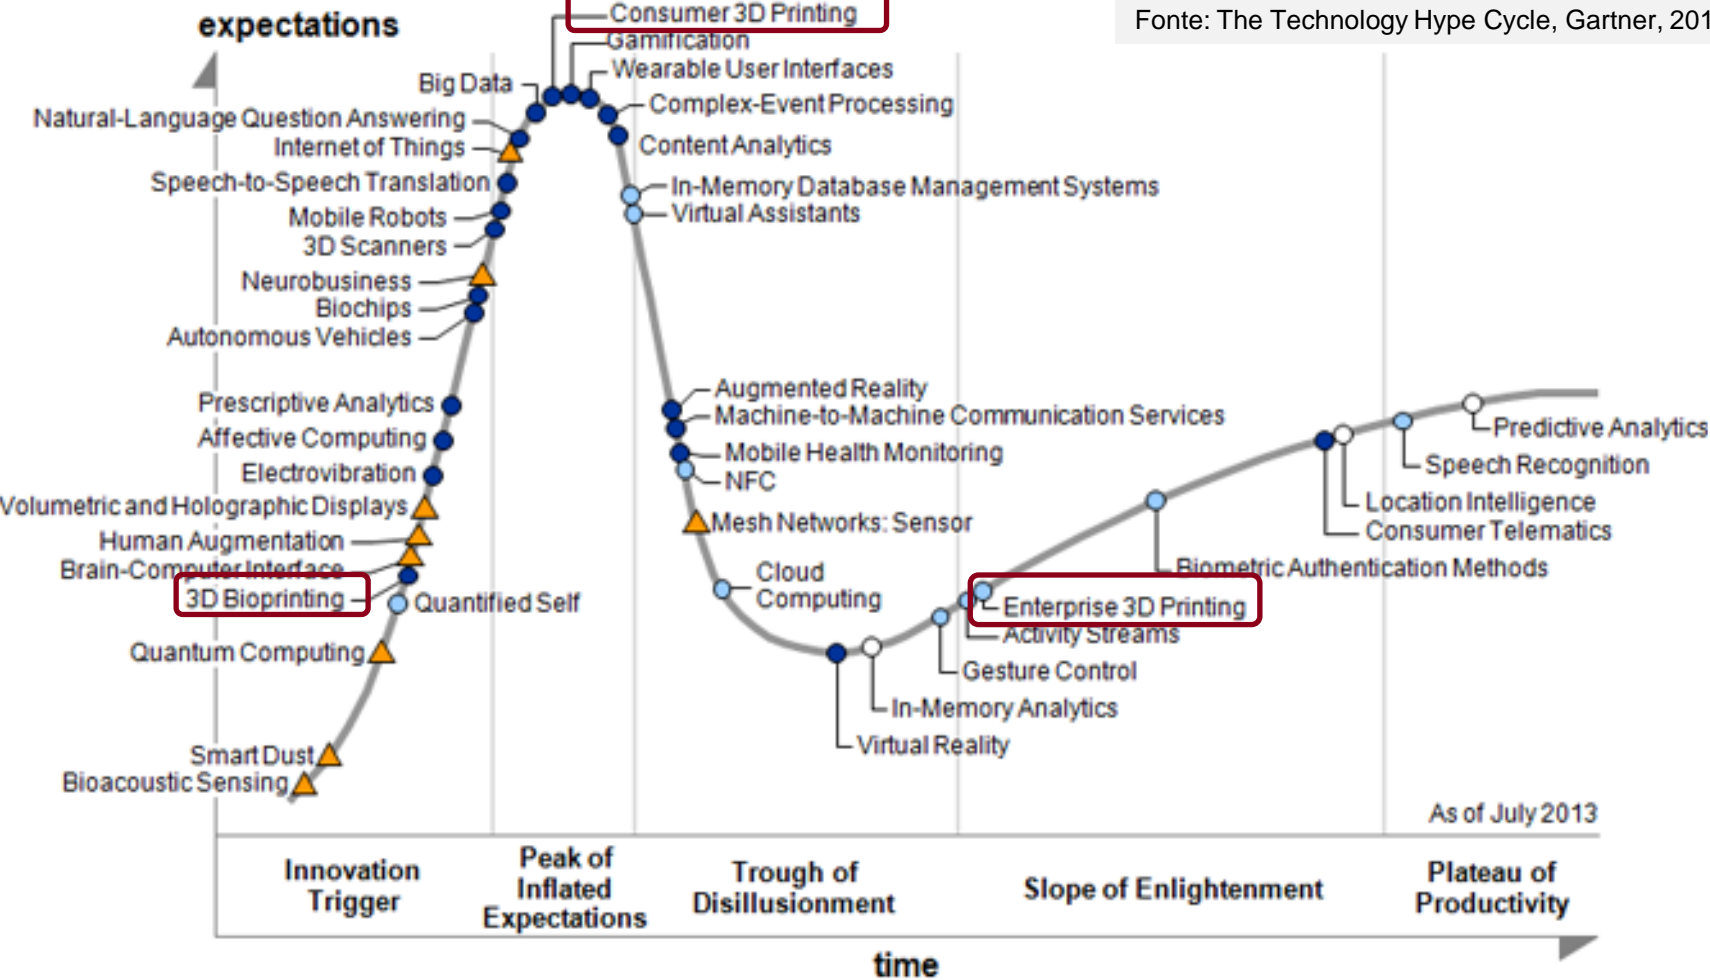 expectations
Consumer 3D Printing
Fonte: The Technology Hype Cycle, Gartner, 201
Gamification
Wearable User Interfaces
Big Data
Complex-Event Processing
Natural-Language Question Answering
Internet of Things
Content Analytics
Speech-to-Speech Translation
In-Memory Database Management Systems
Mobile Robots
Virtual Assistants
3D Scanners
Neurobusiness
Biochips
Autonomous Vehicles
Augmented Reality
Prescriptive Analytics
Machine-to-Machine Communication Services
Predictive Analytics
Affective Computing
Mobile Health Monitoring
Speech Recognition
Electrovibration
NFC
Volumetric and Holographic Displays
Location Intelligence
Mesh Networks: Sensor
Consumer Telematics
Human Augmentation
Brain-Computer Interface
Cloud
Computing
Biometric Authentication Methods
3D Bioprinting
Quantified Self
Enterprise 3D Printing
Activity Streams
Quantum Computing
Gesture Control
In-Memory Analytics
Virtual Reality
Smart Dust
Bioacoustic Sensing
As of July 2013
Innovation
Trigger
Peak of
Inflated
Expectations
Trough of
Disillusionment
Slope of Enlightenment
Plateau of
Productivity
time